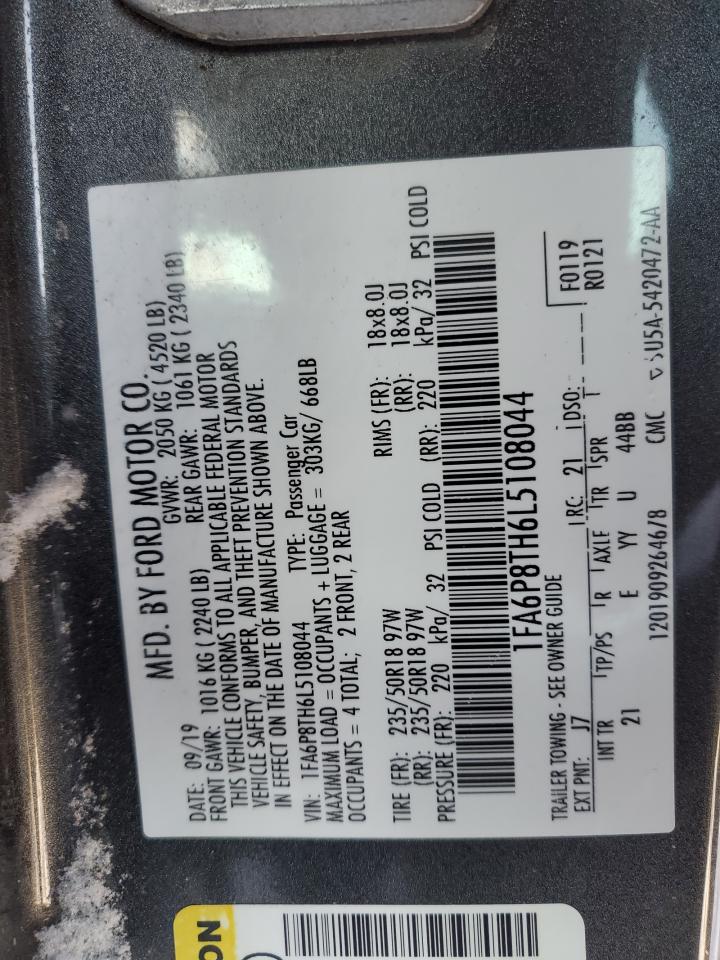 MFD. BY FORD MOTOR CO.
DATE: 09/19 GVWR: 2050 KG ( 4520 LB)
FRONT GAWR: 1016 KG ( 2240 LB) REAR GAWR: 1061 KG ( 2340 LB)
THIS VEHICLE CONFORMS TO ALL APPLICABLE FEDERAL MOTOR
VEHICLE SAFETY, BUMPER, AND THEFT PREVENTION STANDARDS
IN EFFECT ON THE DATE OF MANUFACTURE SHOWN ABOVE.
VIN: 1FA6P8TH6L5108044 TYPE: Passenger Car
MAXIMUM LOAD = OCCUPANTS + LUGGAGE = 303KG/ 668LB
OCCUPANTS = 4 TOTAL; 2 FRONT, 2 REAR
TIRE (FR): 235/50R18 97W RIMS (FR): 18x8.0J
(RR): 235/50R18 97W (RR): 18x8.0J
PRESSURE (FR): 220 kPa/ 32 PSI COLD (RR): 220 kPa/ 32 PSI COLD
1FA6P8TH6L5108044
TRAILER TOWING - SEE OWNER GUIDE F0119
EXT PNT: J7 RC: 21 DSO: R0121
INT TR TP/PS R AXLE TR SPR T
21 E YY U 44BB
1201909264678 CMC 5U5A-5420472-AA
ON